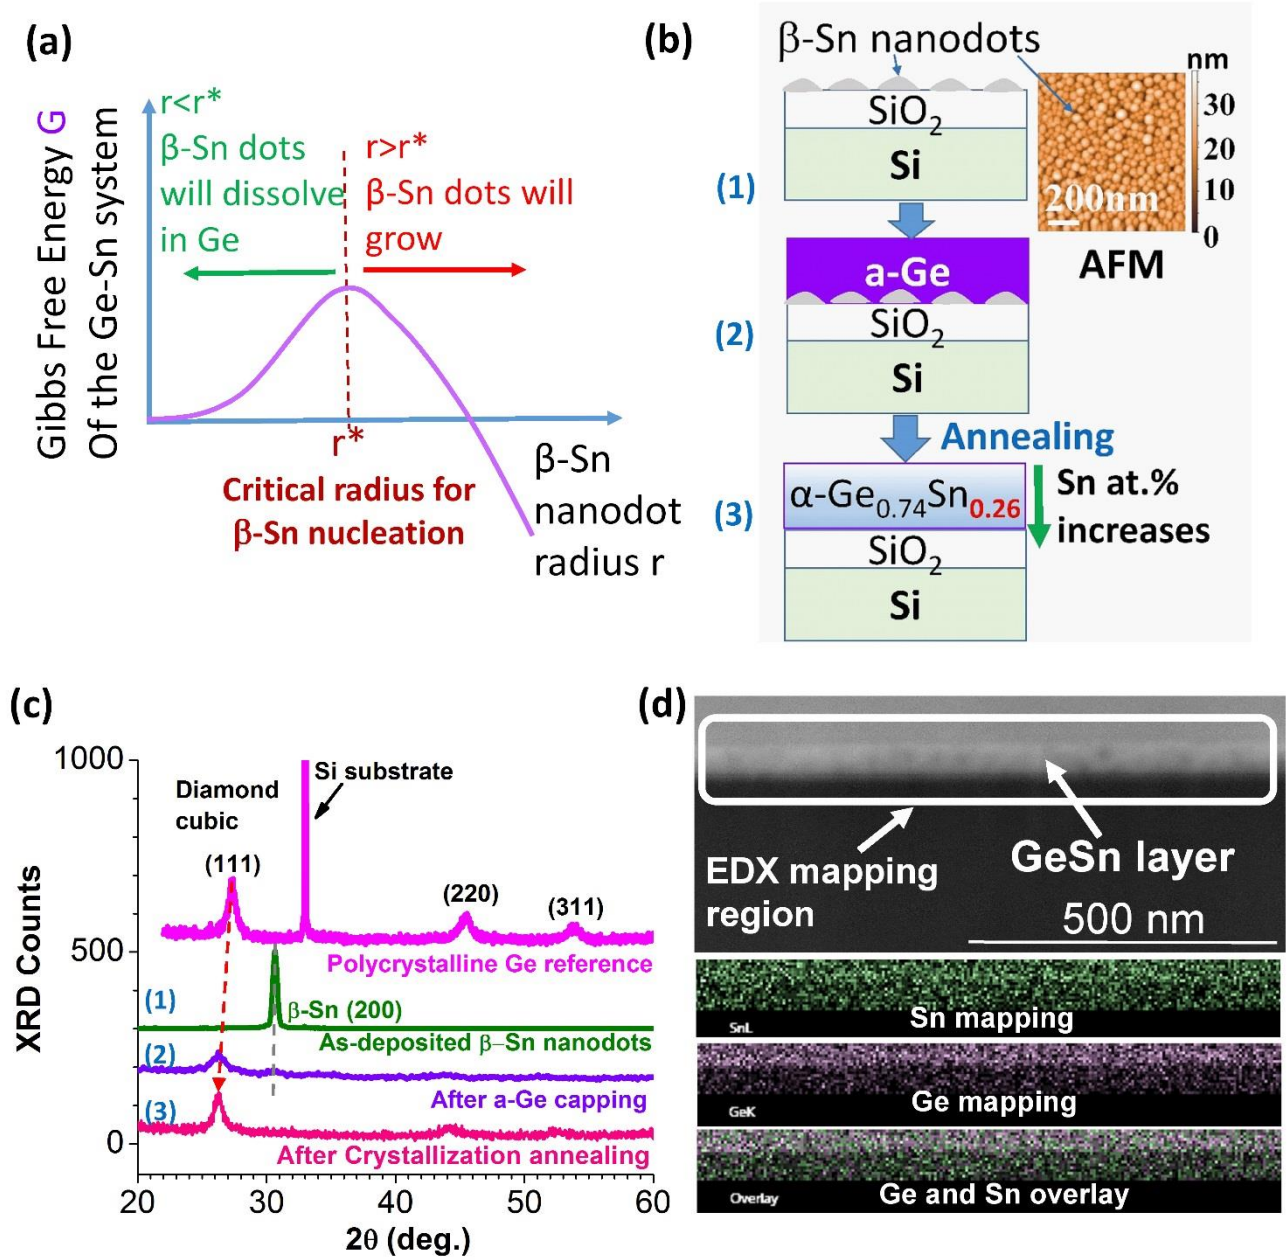 (a)
Gibbs Free Energy G
Of the Ge-Sn system
r<r*
β-Sn dots
will dissolve
in Ge
r>r*
β-Sn dots will
grow
r*
Critical radius for
β-Sn nucleation
β-Sn
nanodot
radius r
(b)
β-Sn nanodots
SiO₂
Si
(1)
nm
30
20
10
0
200nm
AFM
a-Ge
SiO₂
Si
(2)
Annealing
α-Ge₀.₇₄Sn₀.₂₆
SiO₂
Si
(3)
Sn at.%
increases
(c)
XRD Counts
1000
500
0
Diamond
cubic
(111)
Si substrate
(220)
(311)
Polycrystalline Ge reference
(1)
β-Sn (200)
As-deposited β–Sn nanodots
(2)
After a-Ge capping
(3)
After Crystallization annealing
20
30
40
50
60
2θ (deg.)
(d)
EDX mapping
region
GeSn layer
500 nm
SnL
Sn mapping
GeK
Ge mapping
Overlay
Ge and Sn overlay